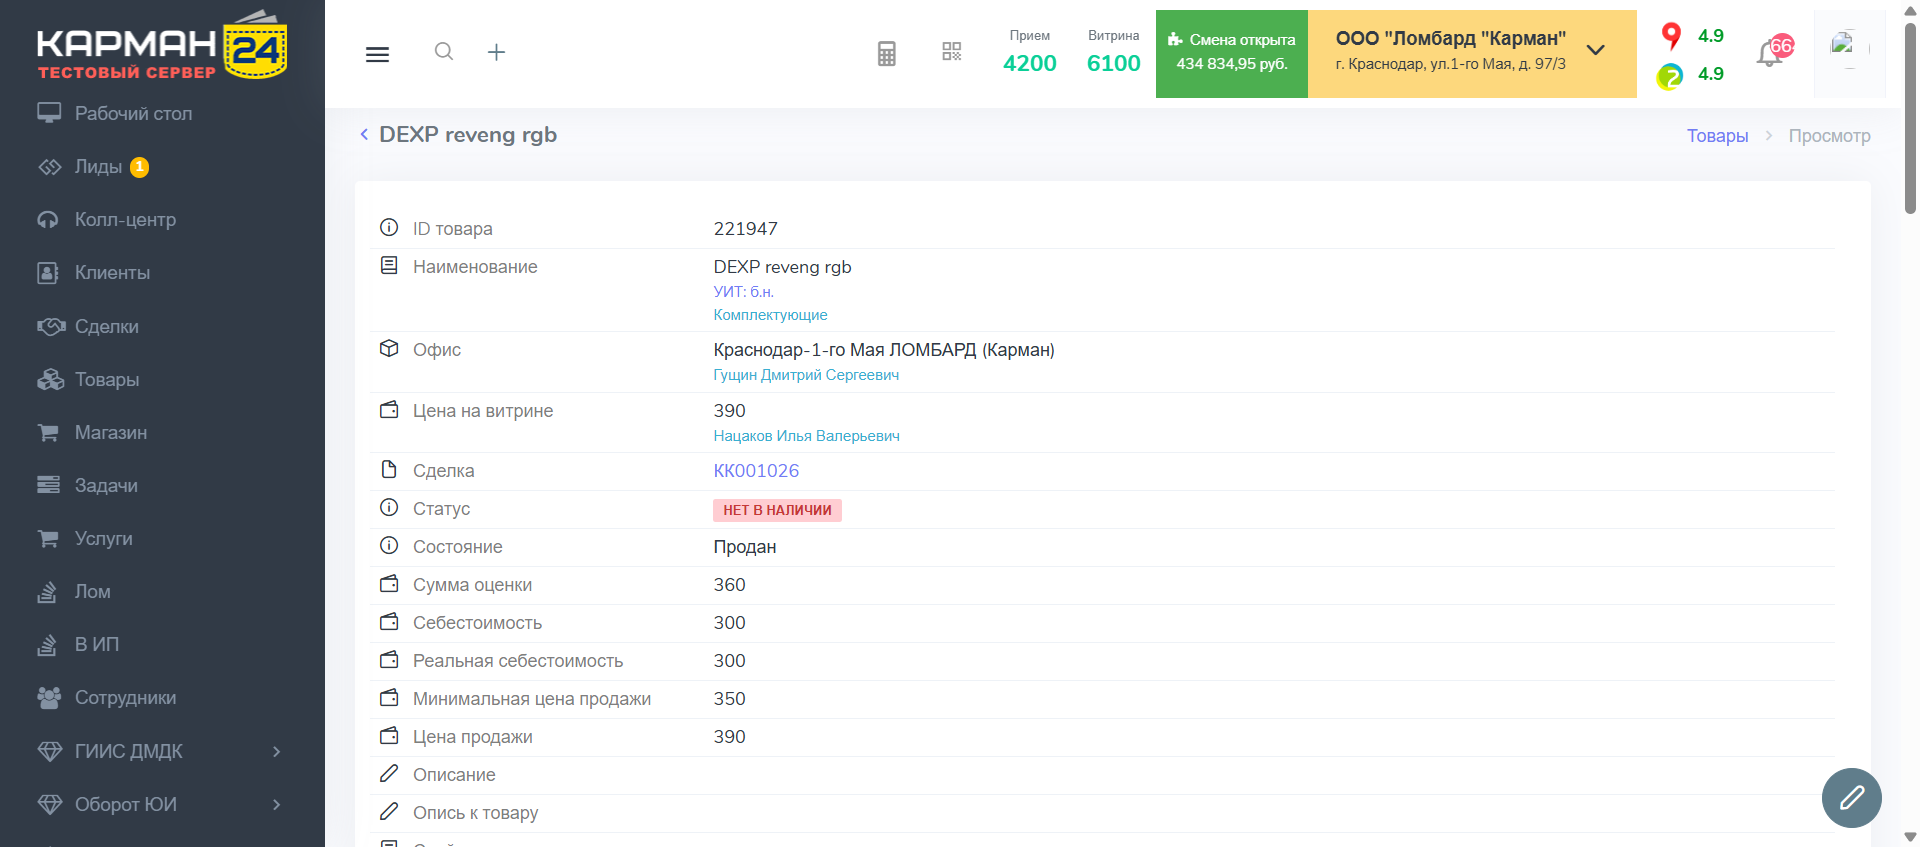 КАРМАН 24
ТЕСТОВЫЙ СЕРВЕР
Рабочий стол
Лиды 1
Колл-центр
Клиенты
Сделки
Товары
Магазин
Задачи
Услуги
Лом
В ИП
Сотрудники
ГИИС ДМДК
Оборот ЮИ
Прием
4200
Витрина
6100
Смена открыта
434 834,95 руб.
ООО "Ломбард "Карман"
г. Краснодар, ул.1-го Мая, д. 97/3
4.9
4.9
DEXP reveng rgb
Товары Просмотр
ID товара 221947
Наименование DEXP reveng rgb
УИТ: б.н.
Комплектующие
Офис Краснодар-1-го Мая ЛОМБАРД (Карман)
Гущин Дмитрий Сергеевич
Цена на витрине 390
Нацаков Илья Валерьевич
Сделка КК001026
Статус НЕТ В НАЛИЧИИ
Состояние Продан
Сумма оценки 360
Себестоимость 300
Реальная себестоимость 300
Минимальная цена продажи 350
Цена продажи 390
Описание
Опись к товару